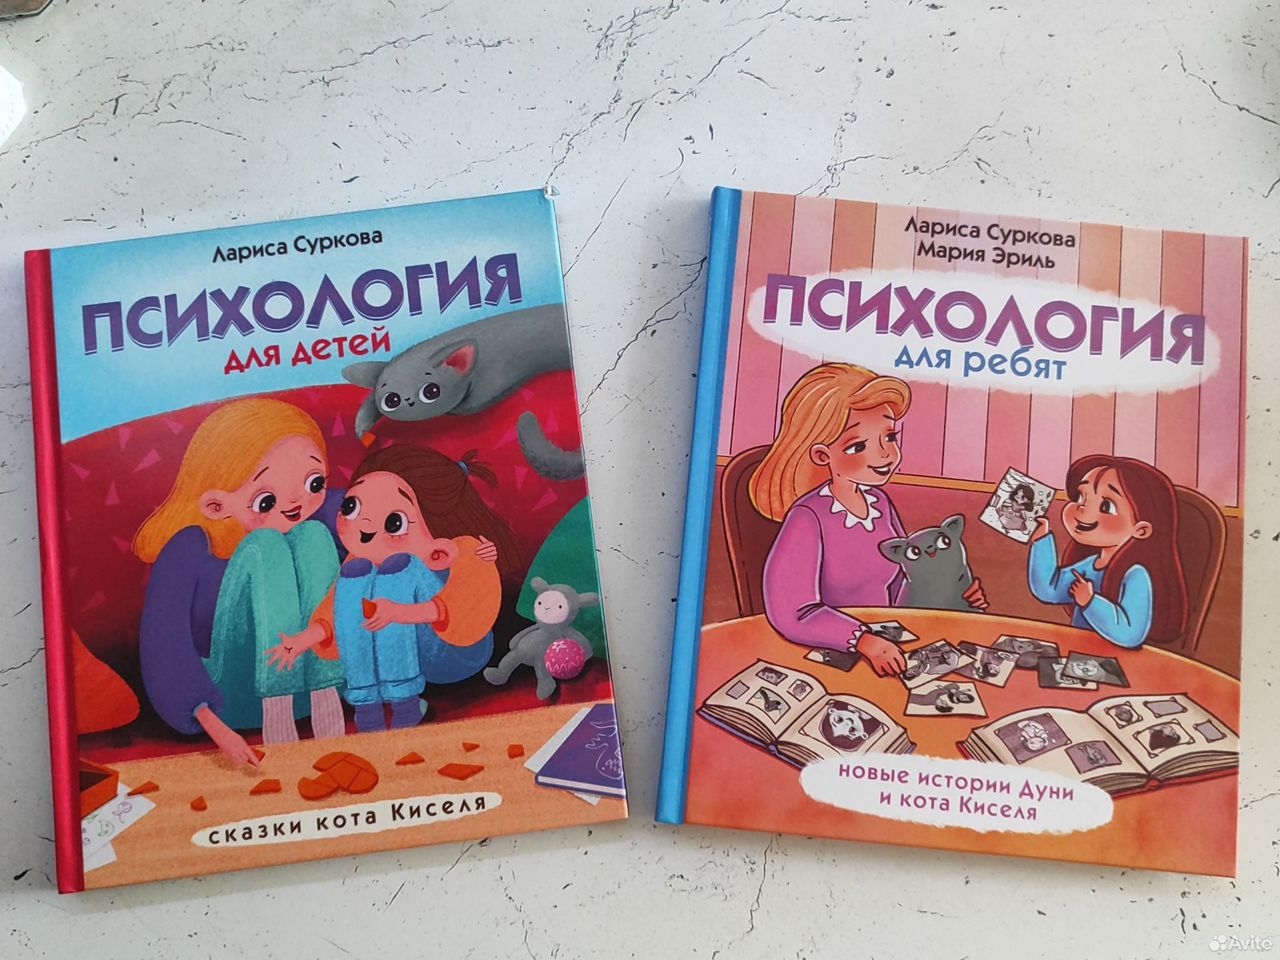 Лариса Суркова
ПСИХОЛОГИЯ
для детей
сказки кота Киселя
Лариса Суркова
Мария Эриль
ПСИХОЛОГИЯ
для ребят
новые истории Дуни
и кота Киселя
Avito